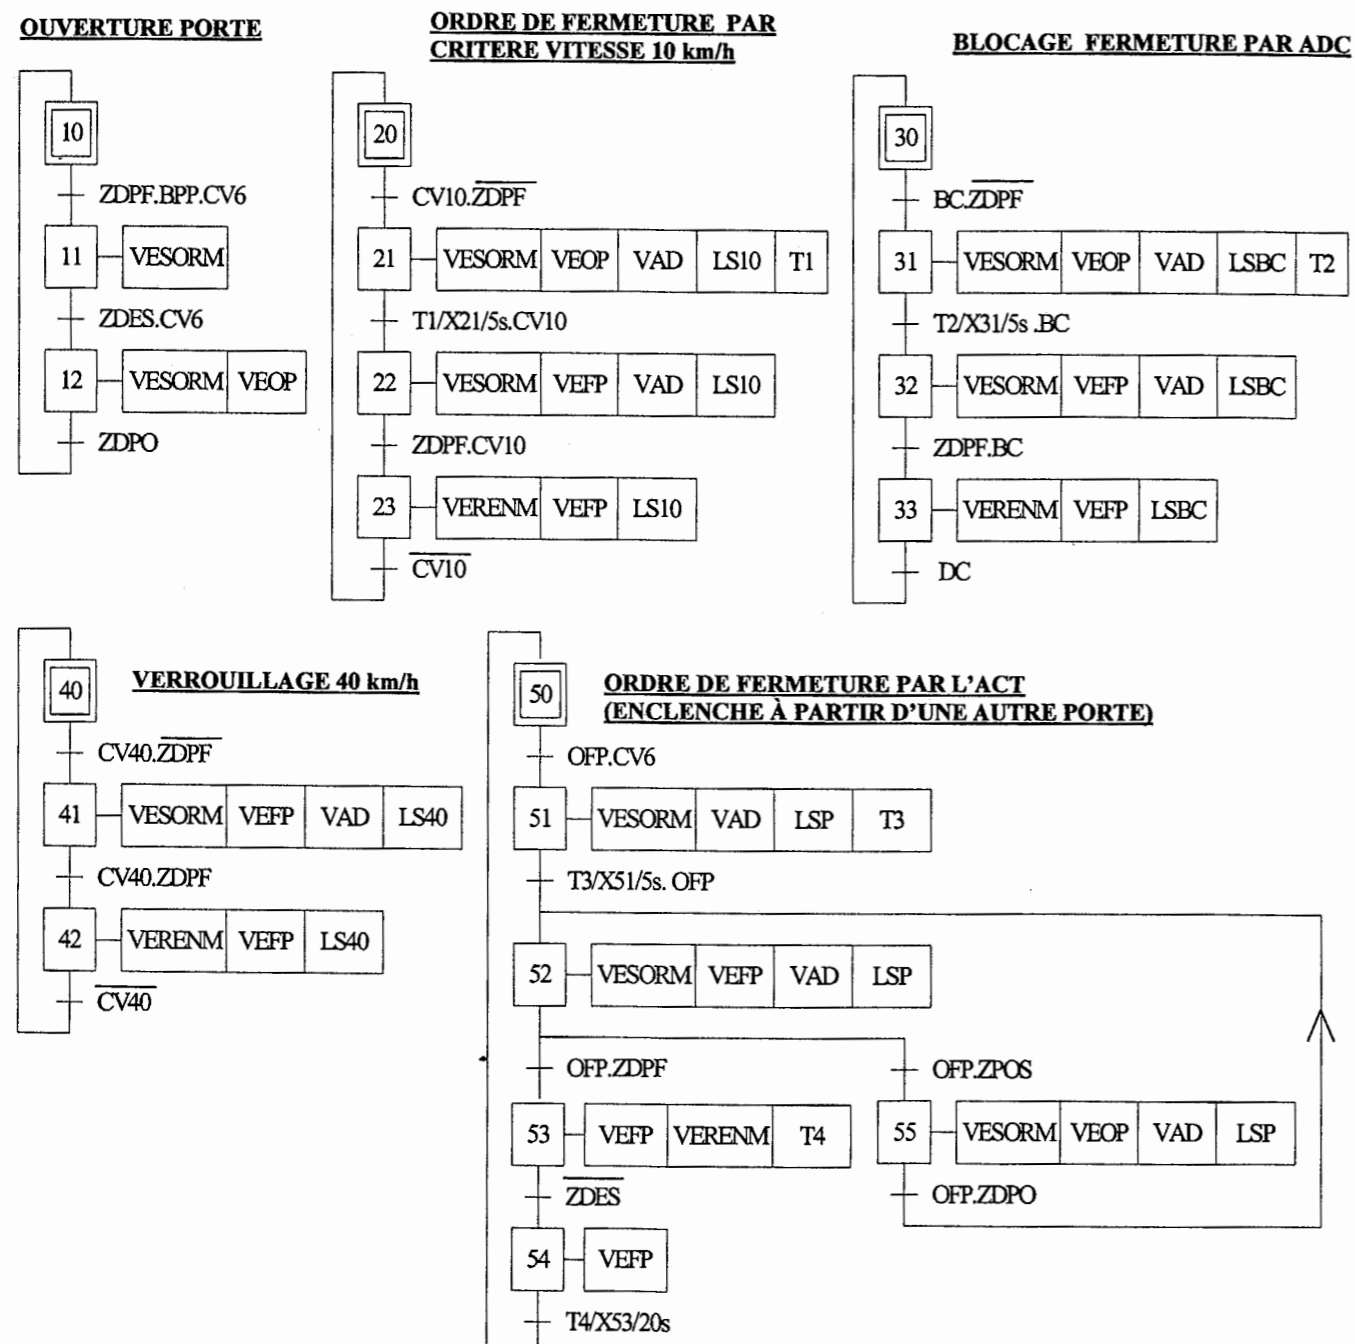 OUVERTURE PORTE
10
ZDPF.BPP.CV6
11 VESORM
ZDES.CV6
12 VESORM VEOP
ZDPO
ORDRE DE FERMETURE PAR
CRITERE VITESSE 10 km/h
20
CV10.Z̅D̅P̅F̅
21 VESORM VEOP VAD LS10 T1
T1/X21/5s.CV10
22 VESORM VEFP VAD LS10
ZDPF.CV10
23 VERENM VEFP LS10
C̅V̅1̅0̅
BLOCAGE FERMETURE PAR ADC
30
BC.Z̅D̅P̅F̅
31 VESORM VEOP VAD LSBC T2
T2/X31/5s .BC
32 VESORM VEFP VAD LSBC
ZDPF.BC
33 VERENM VEFP LSBC
DC
VERROUILLAGE 40 km/h
40
CV40.Z̅D̅P̅F̅
41 VESORM VEFP VAD LS40
CV40.ZDPF
42 VERENM VEFP LS40
C̅V̅4̅0̅
ORDRE DE FERMETURE PAR L'ACT
(ENCLENCHE À PARTIR D'UNE AUTRE PORTE)
50
OFP.CV6
51 VESORM VAD LSP T3
T3/X51/5s. OFP
52 VESORM VEFP VAD LSP
OFP.ZDPF
53 VEFP VERENM T4
Z̅D̅E̅S̅
54 VEFP
T4/X53/20s
OFP.ZPOS
55 VESORM VEOP VAD LSP
OFP.ZDPO